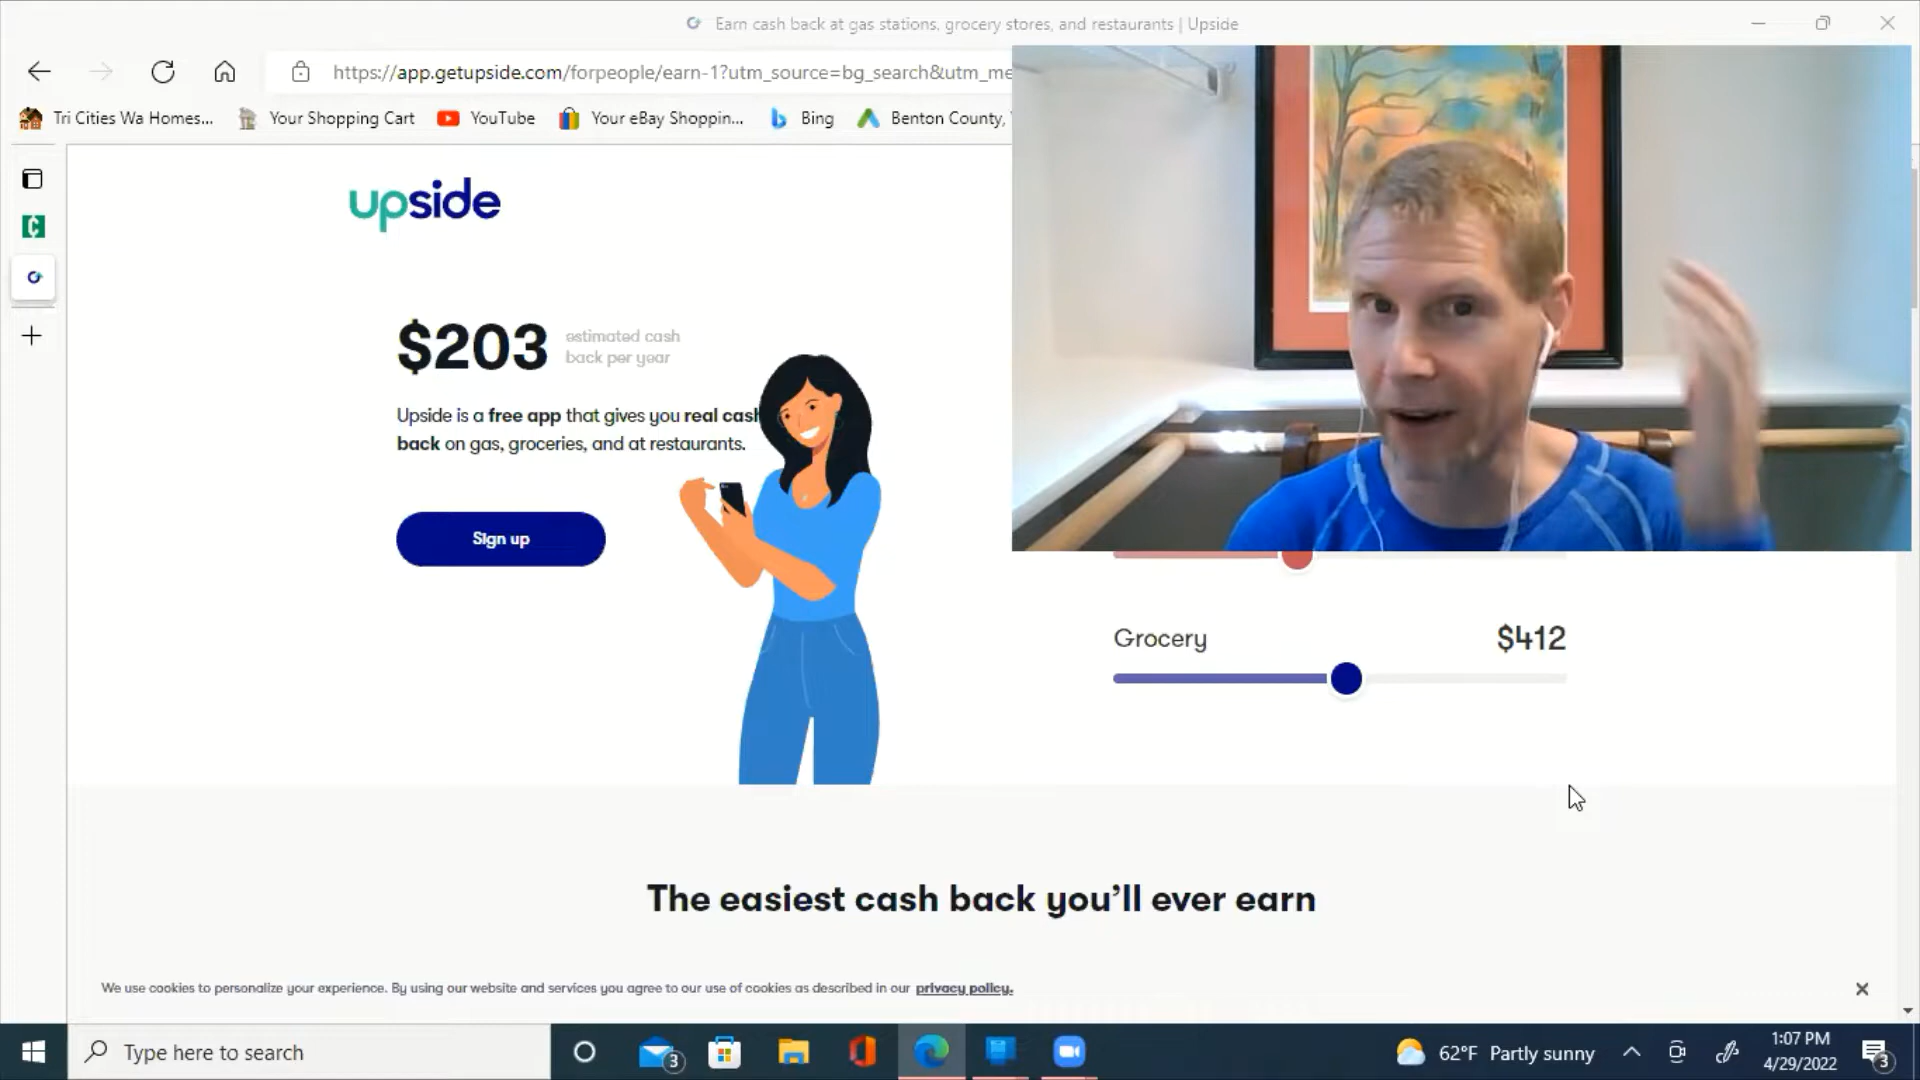 Earn cash back at gas stations, grocery stores, and restaurants | Upside
https://app.getupside.com/forpeople/earn-1?utm_source=bg_search&utm_me
Tri Cities Wa Homes...
Your Shopping Cart
YouTube
Your eBay Shoppin...
Bing
Benton County,
upside
$203
estimated cash
back per year
Upside is a free app that gives you real cash
back on gas, groceries, and at restaurants.
Sign up
Grocery
$412
The easiest cash back you'll ever earn
We use cookies to personalize your experience. By using our website and services you agree to our use of cookies as described in our privacy policy.
Type here to search
3
62°F Partly sunny
1:07 PM
4/29/2022
3